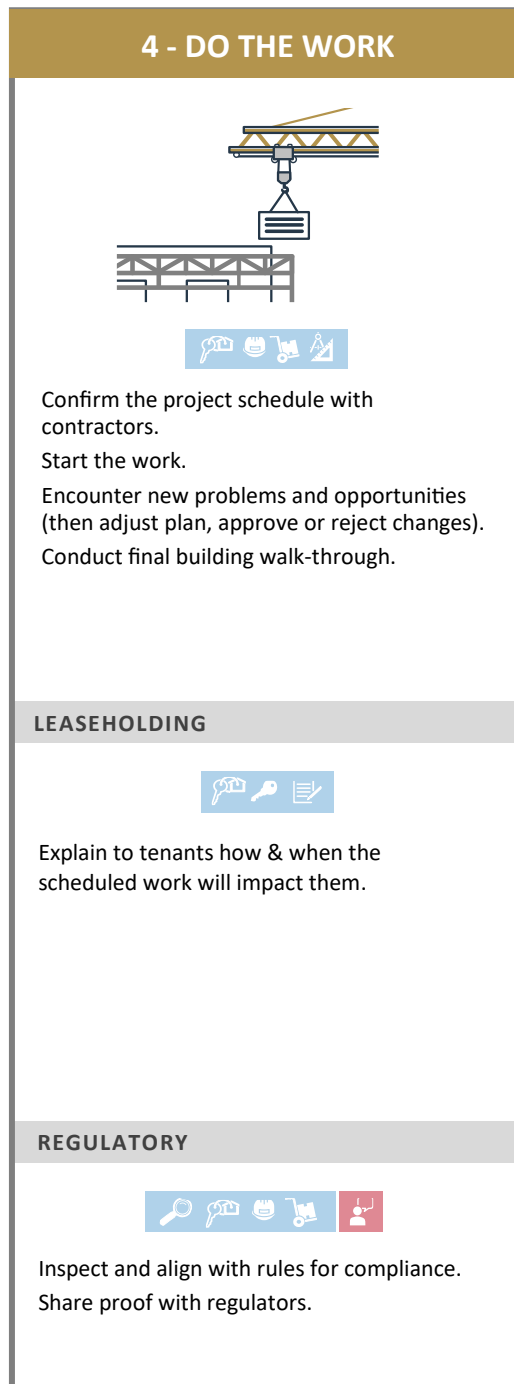 4 - DO THE WORK
Confirm the project schedule with
contractors.
Start the work.
Encounter new problems and opportunities
(then adjust plan, approve or reject changes).
Conduct final building walk-through.
LEASEHOLDING
Explain to tenants how & when the
scheduled work will impact them.
REGULATORY
Inspect and align with rules for compliance.
Share proof with regulators.